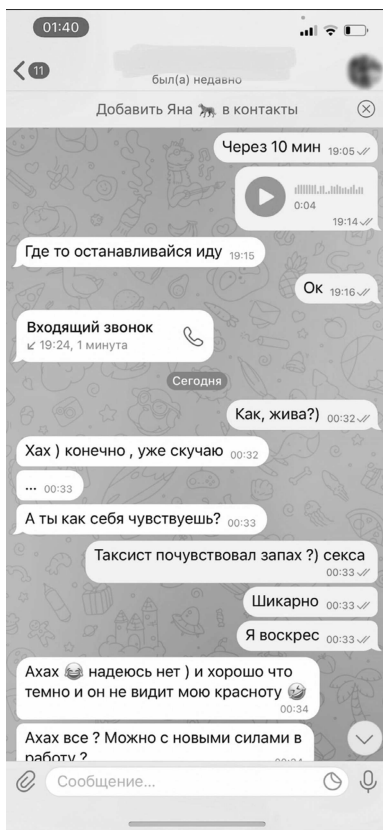 01:40
11
был(а) недавно
Добавить Яна 🐅 в контакты
Через 10 мин 19:05
0:04
19:14
Где то останавливайся иду 19:15
Ок 19:16
Входящий звонок
19:24, 1 минута
Сегодня
Как, жива?) 00:32
Хах ) конечно , уже скучаю 00:32
... 00:33
А ты как себя чувствуешь? 00:33
Таксист почувствовал запах ?) секса
00:33
Шикарно 00:33
Я воскрес 00:33
Ахах 😂 надеюсь нет ) и хорошо что
темно и он не видит мою красноту 🤣
00:34
Ахах все ? Можно с новыми силами в
работу ?
Сообщение...